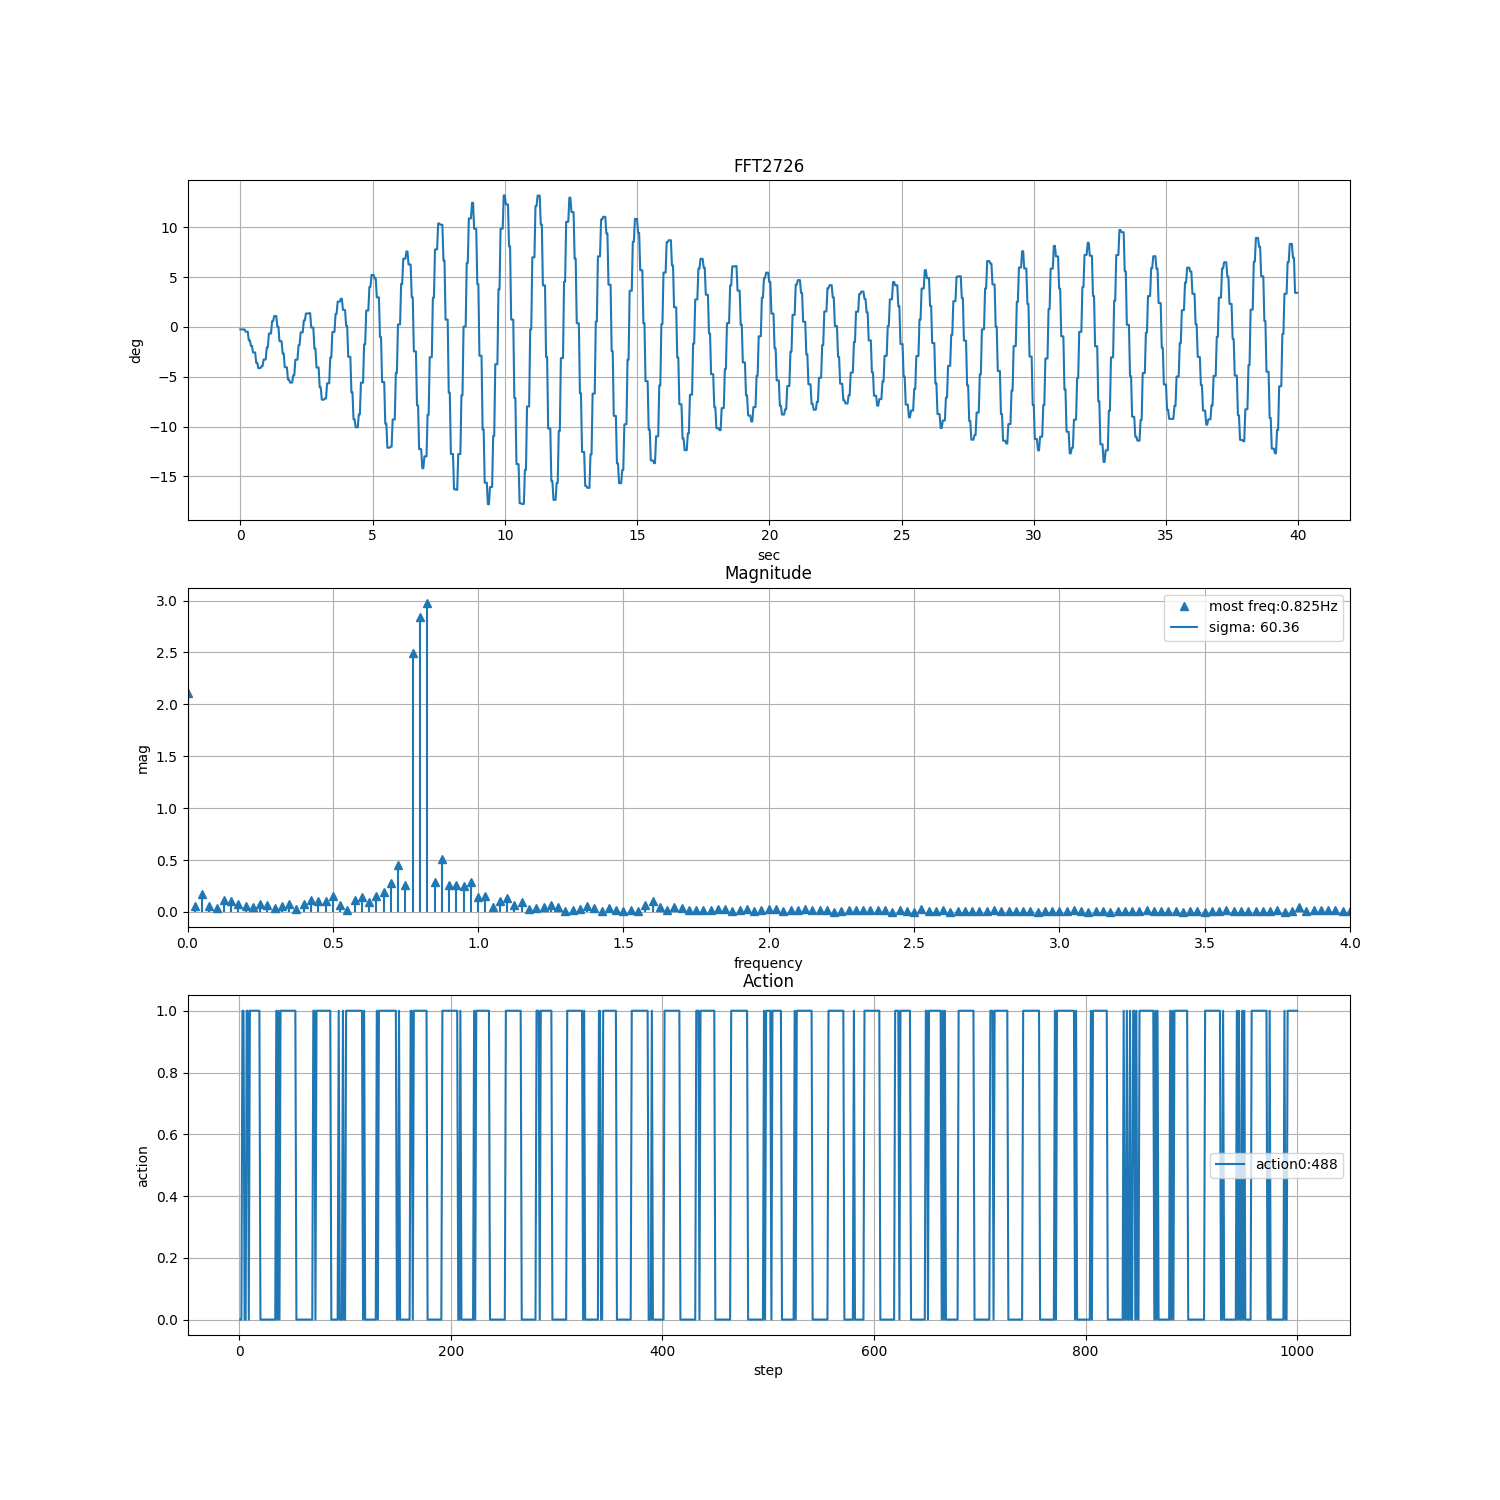 FFT2726
10
5
0
−5
−10
−15
deg
0 5 10 15 20 25 30 35 40
sec
Magnitude
3.0
2.5
2.0
1.5
1.0
0.5
0.0
mag
most freq:0.825Hz
sigma: 60.36
0.0 0.5 1.0 1.5 2.0 2.5 3.0 3.5 4.0
frequency
Action
1.0
0.8
0.6
0.4
0.2
0.0
action
action0:488
0 200 400 600 800 1000
step